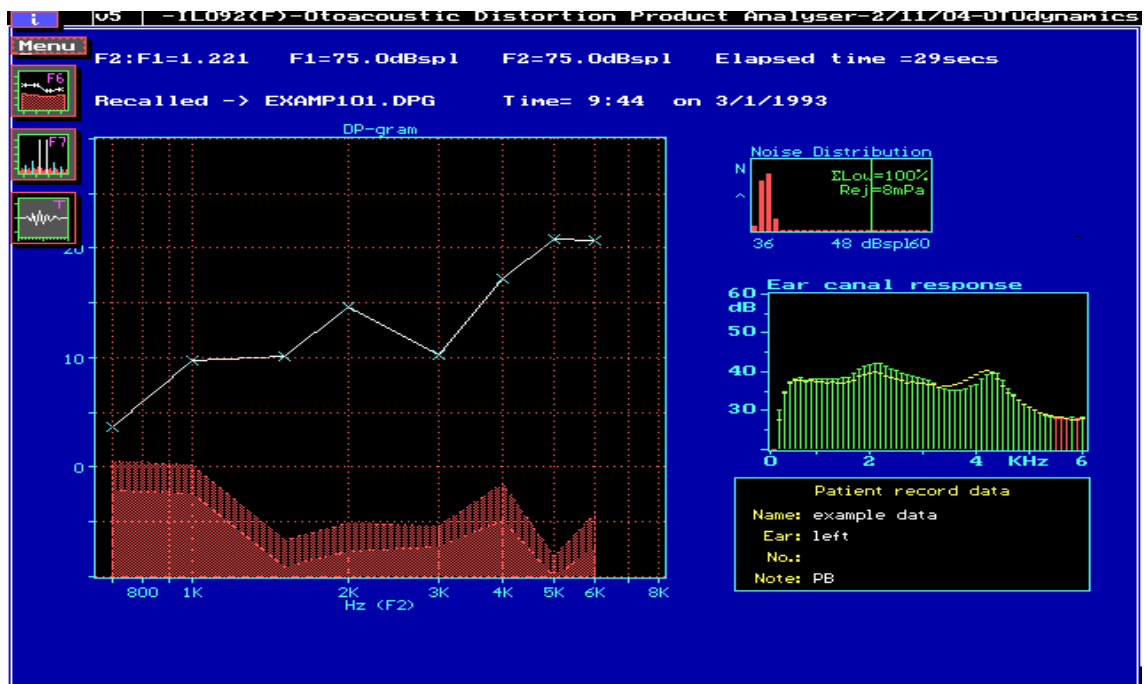 i v5 -ILO92(F)-Otoacoustic Distortion Product Analyser-2/11/04-OTOdynamics
Menu
F2:F1=1.221 F1=75.0dBspl F2=75.0dBspl Elapsed time =29secs
F6
Recalled -> EXAMP101.DPG Time= 9:44 on 3/1/1993
DP-gram
F7
Noise Distribution
N
ΣLow=100%
^
Rej=8mPa
T
36 48 dBspl60
20
Ear canal response
60
dB
50
10
40
30
0
0 2 4 KHz 6
Patient record data
Name: example data
Ear: left
No.:
Note: PB
800 1K 2K 3K 4K 5K 6K 8K
Hz (F2)